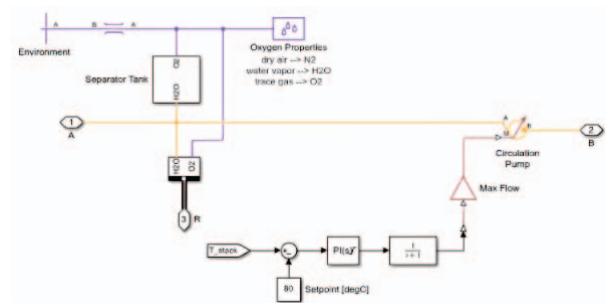 A
B
A
Environment
Oxygen Properties
dry air --> N2
water vapor --> H2O
trace gas --> O2
Separator Tank
O2
H2O
1
A
A
B
2
B
Circulation
Pump
H2O
O2
3
R
Max Flow
T_stack
PI(s)
1
s+1
80
Setpoint [degC]